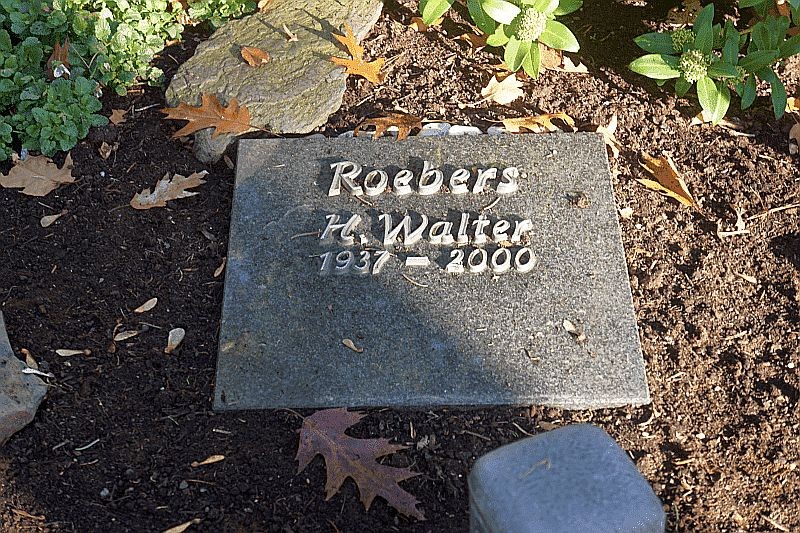 Roebers
H. Walter
1937 – 2000